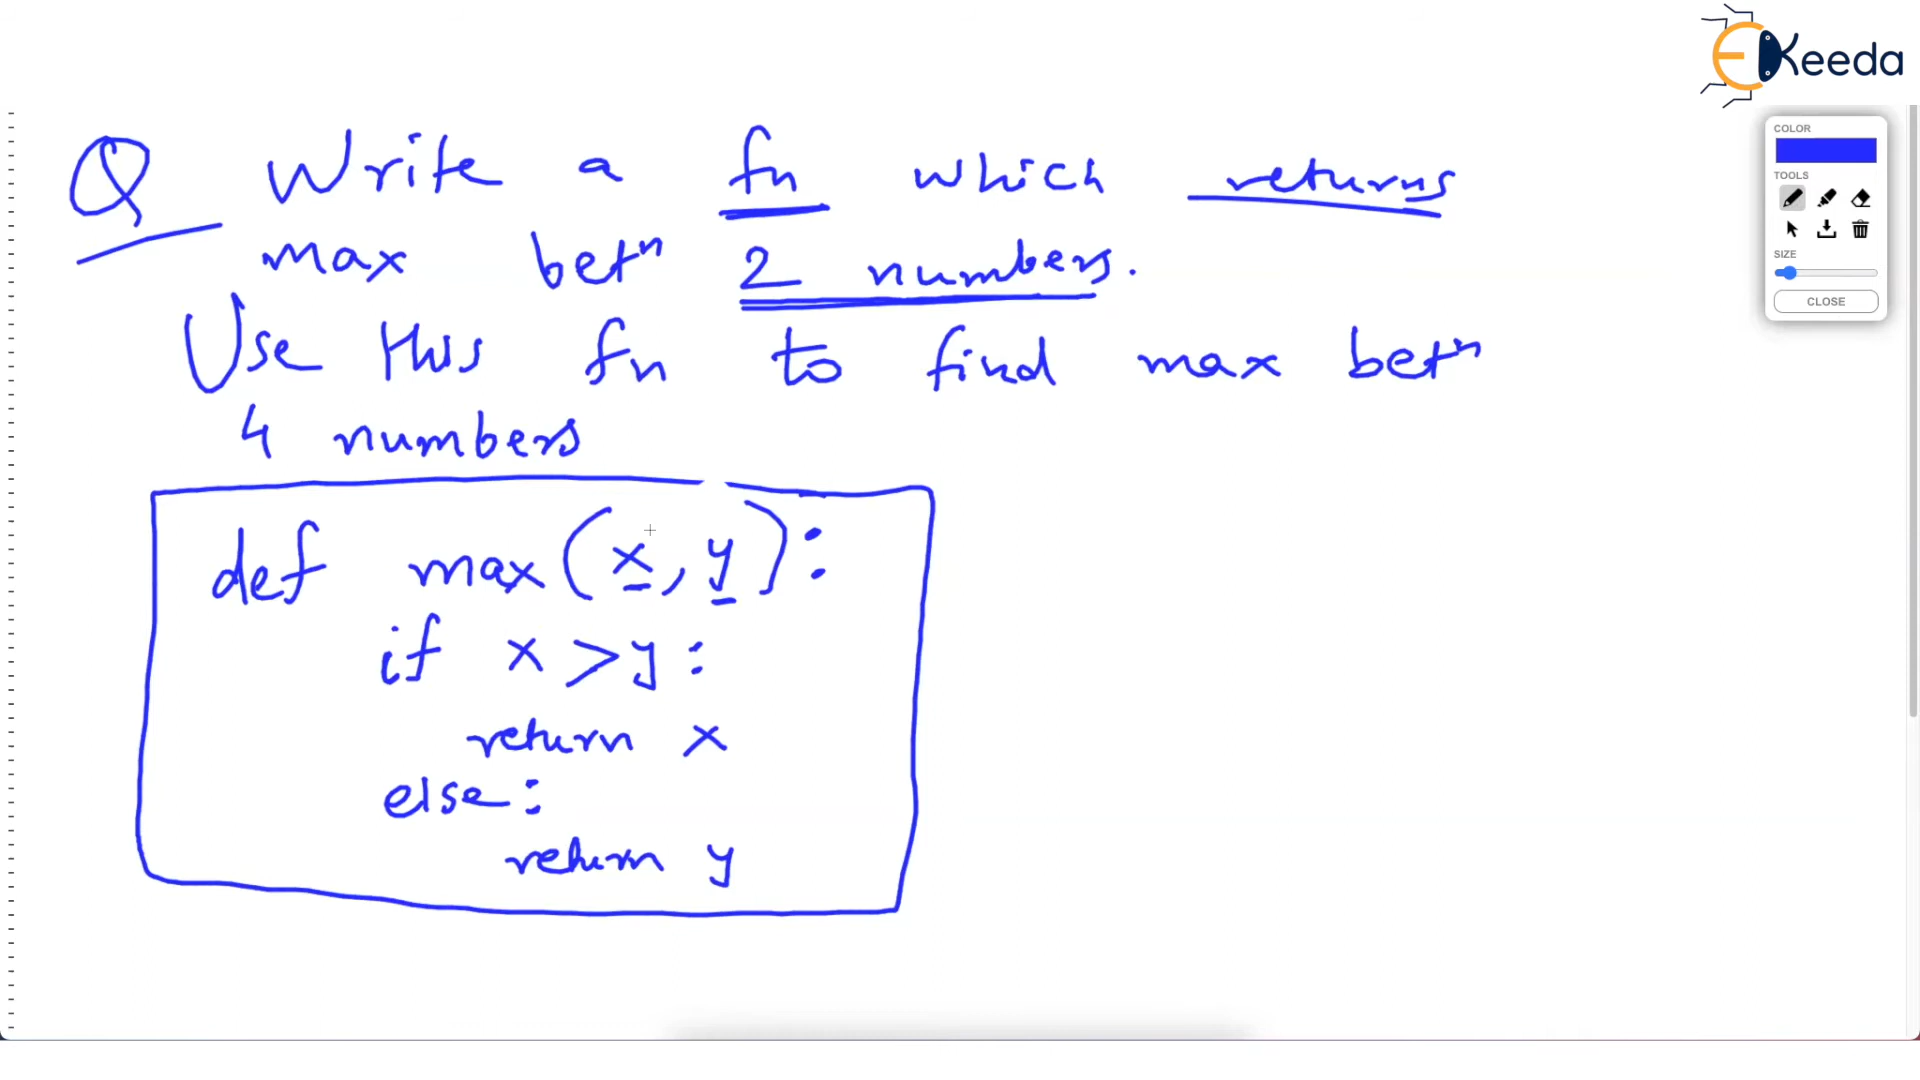 EKeeda
COLOR
TOOLS
SIZE
CLOSE
Q Write a fn which returns
max betⁿ 2 numbers.
Use this fn to find max betⁿ
4 numbers
def max(x, y):
if x > y:
return x
else:
return y